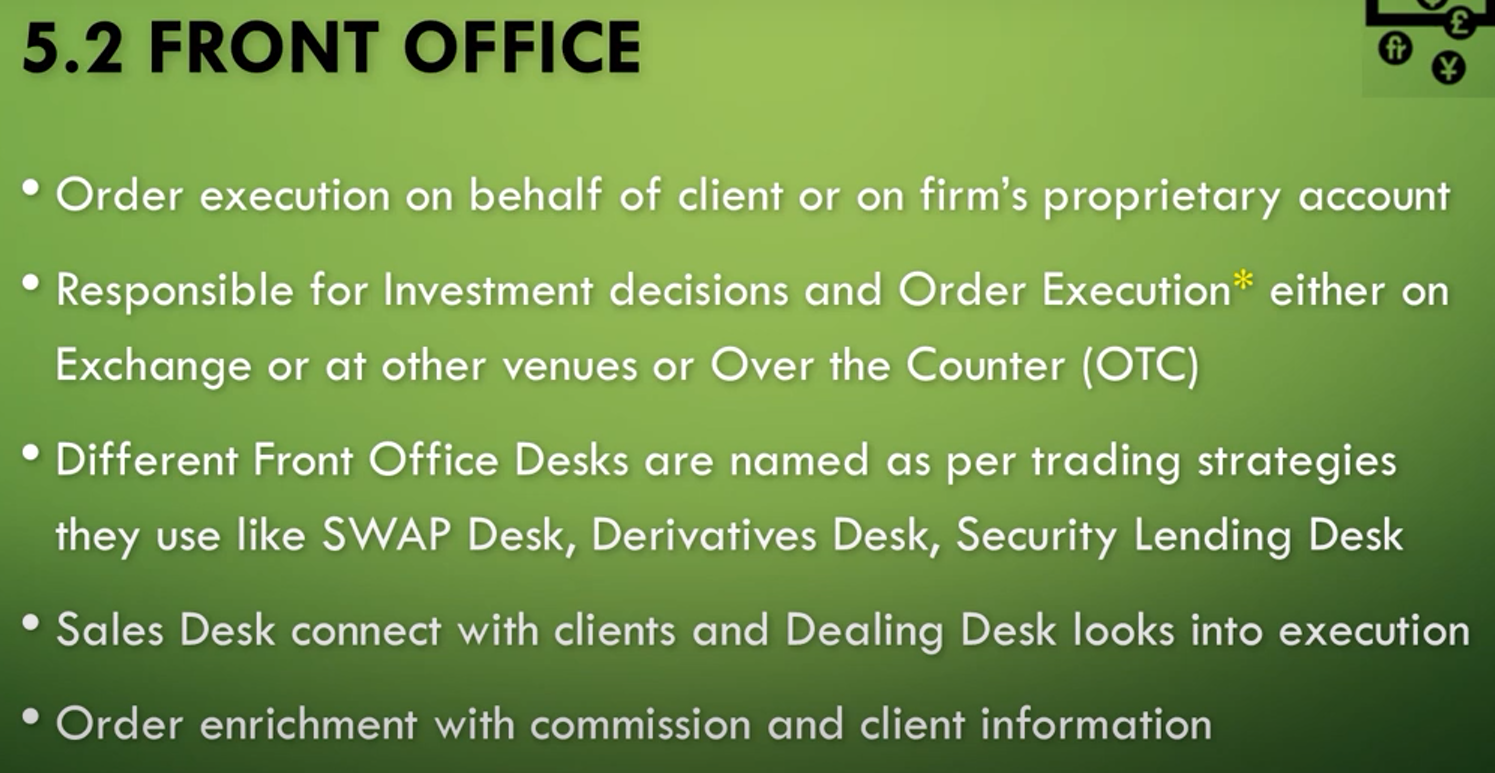 5.2 FRONT OFFICE
• Order execution on behalf of client or on firm's proprietary account
• Responsible for Investment decisions and Order Execution* either on
Exchange or at other venues or Over the Counter (OTC)
• Different Front Office Desks are named as per trading strategies
they use like SWAP Desk, Derivatives Desk, Security Lending Desk
• Sales Desk connect with clients and Dealing Desk looks into execution
• Order enrichment with commission and client information